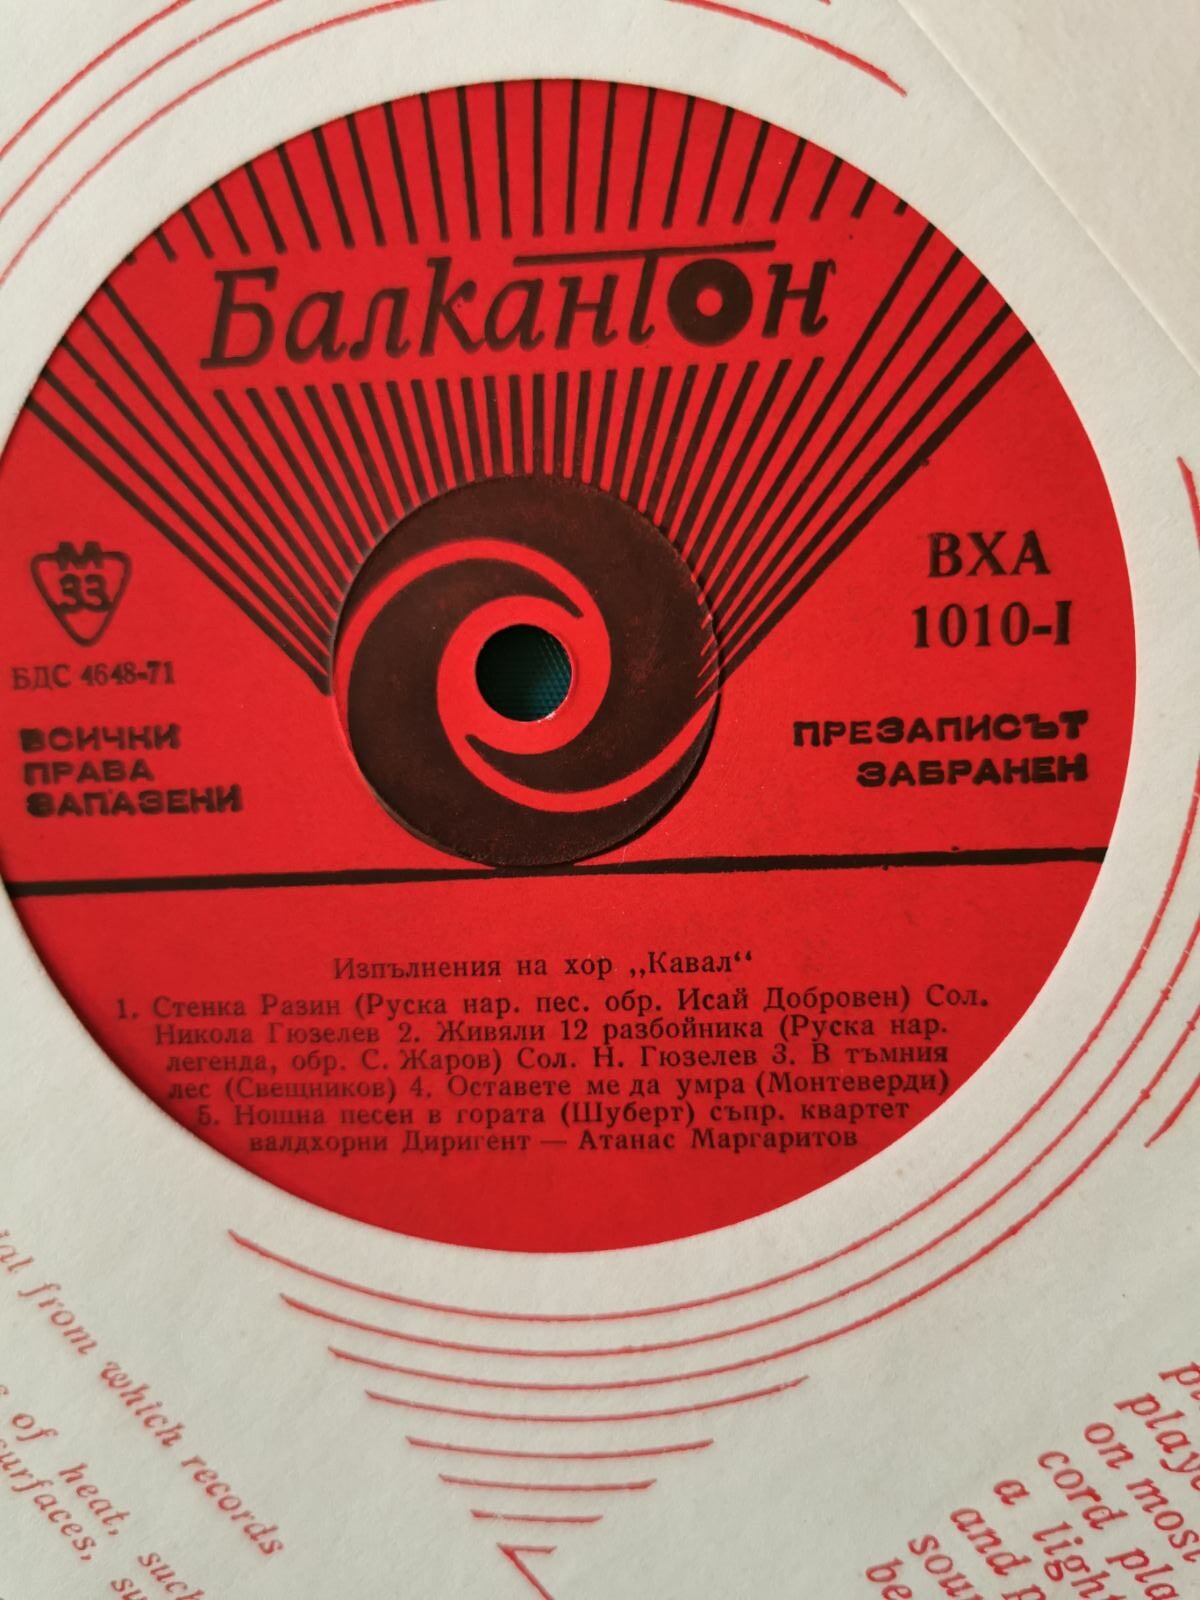 Балкантон
М
33
БДС 4648-71
ВСИЧКИ
ПРАВА
ЗАПАЗЕНИ
ВХА
1010-I
ПРЕЗАПИСЪТ
ЗАБРАНЕН
Изпълнения на хор „Кавал“
1. Стенка Разин (Руска нар. пес. обр. Исай Добровен) Сол.
Никола Гюзелев 2. Живяли 12 разбойника (Руска нар.
легенда, обр. С. Жаров) Сол. Н. Гюзелев 3. В тъмния
лес (Свещников) 4. Оставете ме да умра (Монтеверди)
5. Нощна песен в гората (Шуберт) съпр. квартет
валдхорни Диригент — Атанас Маргаритов
from which records
of heat, such
surfaces,
on most
cord
a light
and